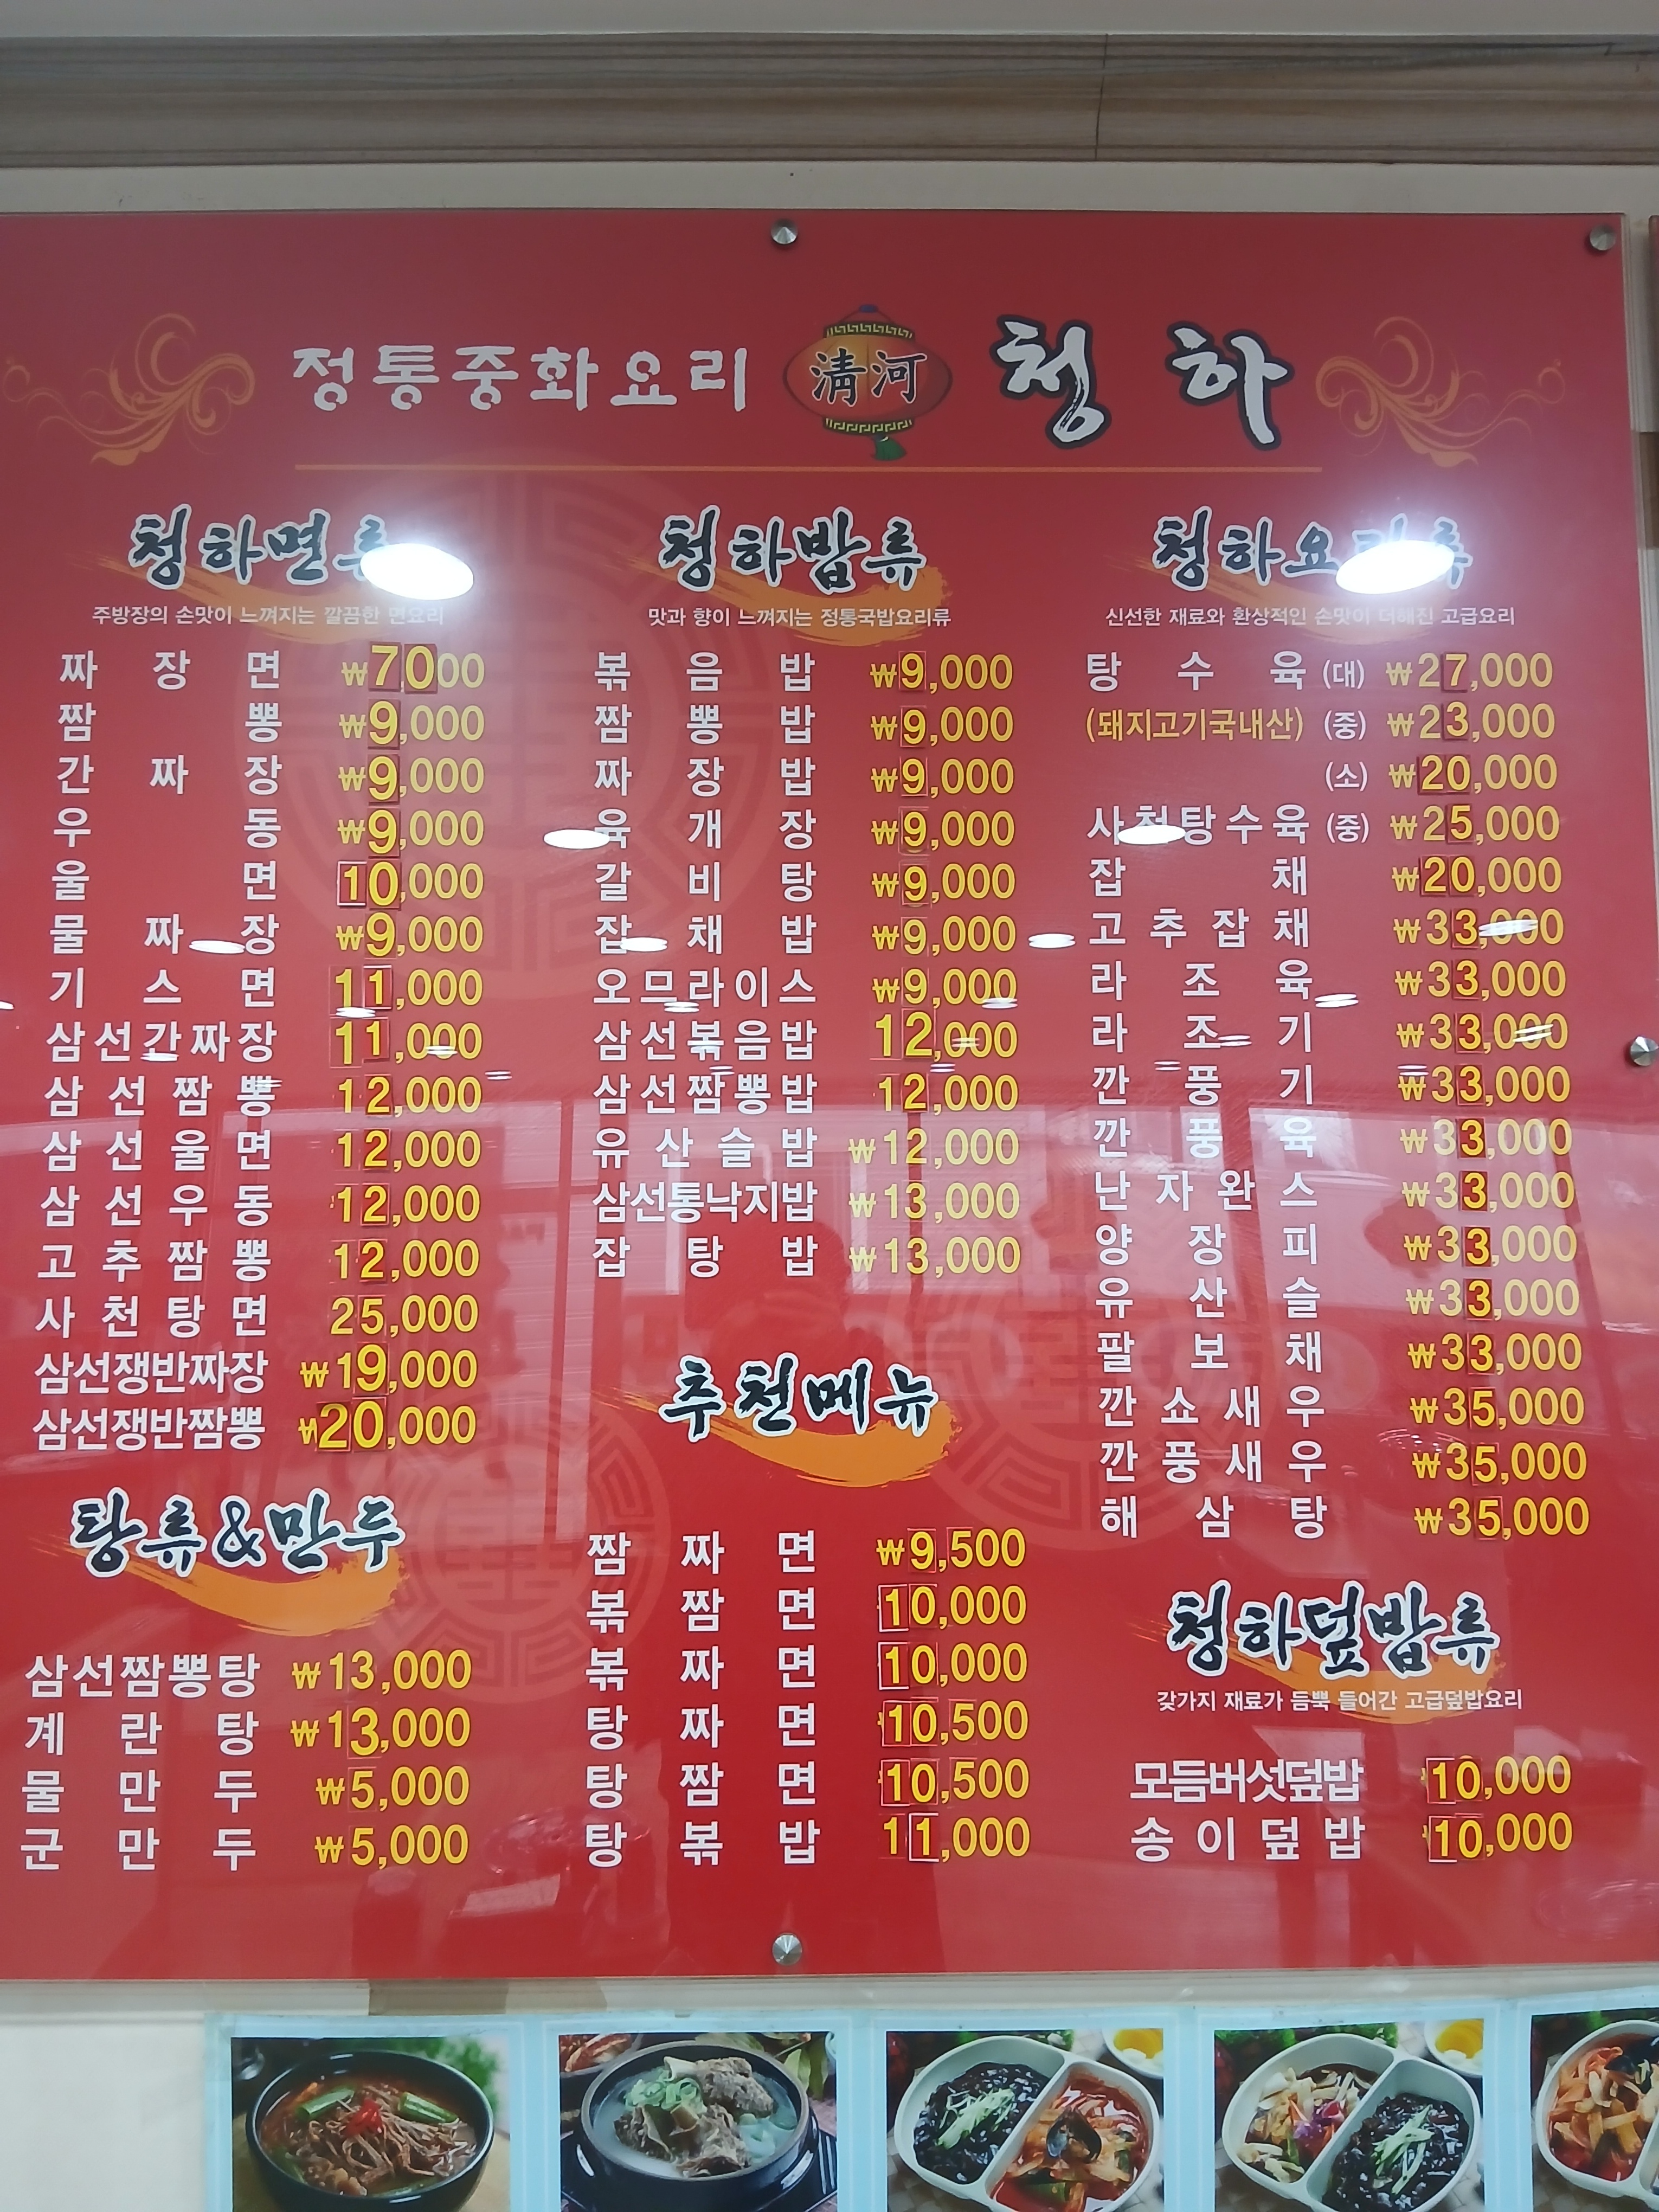 정통중화요리 淸河 청하
청하면류
주방장의 손맛이 느껴지는 깔끔한 면요리
짜장면 ₩7000
짬뽕 ₩9,000
간짜장 ₩9,000
우동 ₩9,000
울면 10,000
물짜장 ₩9,000
기스면 11,000
삼선간짜장 11,000
삼선짬뽕 12,000
삼선울면 12,000
삼선우동 12,000
고추짬뽕 12,000
사천탕면 25,000
삼선쟁반짜장 ₩19,000
삼선쟁반짬뽕 ₩20,000
탕류&만두
삼선짬뽕탕 ₩13,000
계란탕 ₩13,000
물만두 ₩5,000
군만두 ₩5,000
청하밥류
맛과 향이 느껴지는 정통국밥요리류
볶음밥 ₩9,000
짬뽕밥 ₩9,000
짜장밥 ₩9,000
육개장 ₩9,000
갈비탕 ₩9,000
잡채밥 ₩9,000
오므라이스 ₩9,000
삼선볶음밥 12,000
삼선짬뽕밥 12,000
유산슬밥 ₩12,000
삼선통낙지밥 ₩13,000
잡탕밥 ₩13,000
추천메뉴
짬짜면 ₩9,500
볶짬면 10,000
볶짜면 10,000
탕짜면 10,500
탕짬면 10,500
탕볶밥 11,000
청하요리류
신선한 재료와 환상적인 손맛이 더해진 고급요리
탕수육 (대) ₩27,000
(돼지고기국내산) (중) ₩23,000
(소) ₩20,000
사천탕수육 (중) ₩25,000
잡채 ₩20,000
고추잡채 ₩33,000
라조육 ₩33,000
라조기 ₩33,000
깐풍기 ₩33,000
깐풍육 ₩33,000
난자완스 ₩33,000
양장피 ₩33,000
유산슬 ₩33,000
팔보채 ₩33,000
깐쇼새우 ₩35,000
깐풍새우 ₩35,000
해삼탕 ₩35,000
청하덮밥류
갖가지 재료가 듬뿍 들어간 고급덮밥요리
모듬버섯덮밥 10,000
송이덮밥 10,000